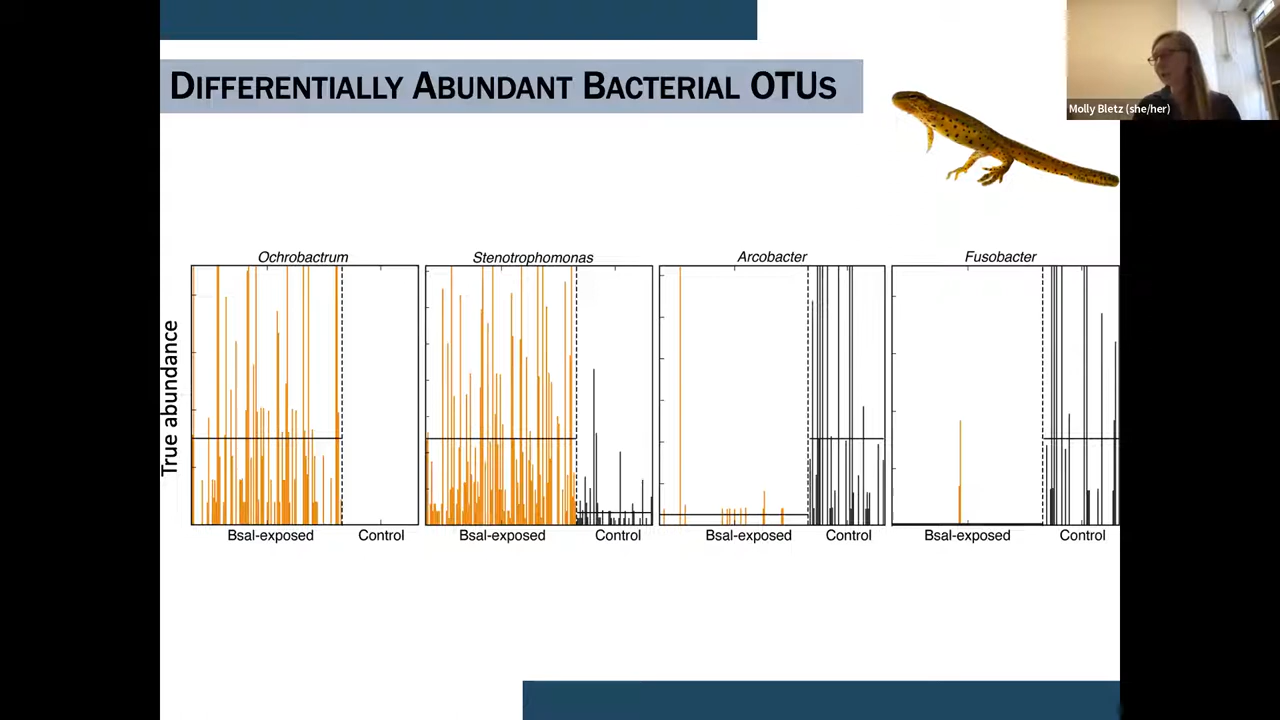 DIFFERENTIALLY ABUNDANT BACTERIAL OTUS
Molly Bletz (she/her)
Ochrobactrum
Stenotrophomonas
Arcobacter
Fusobacter
True abundance
Bsal-exposed
Control
Bsal-exposed
Control
Bsal-exposed
Control
Bsal-exposed
Control